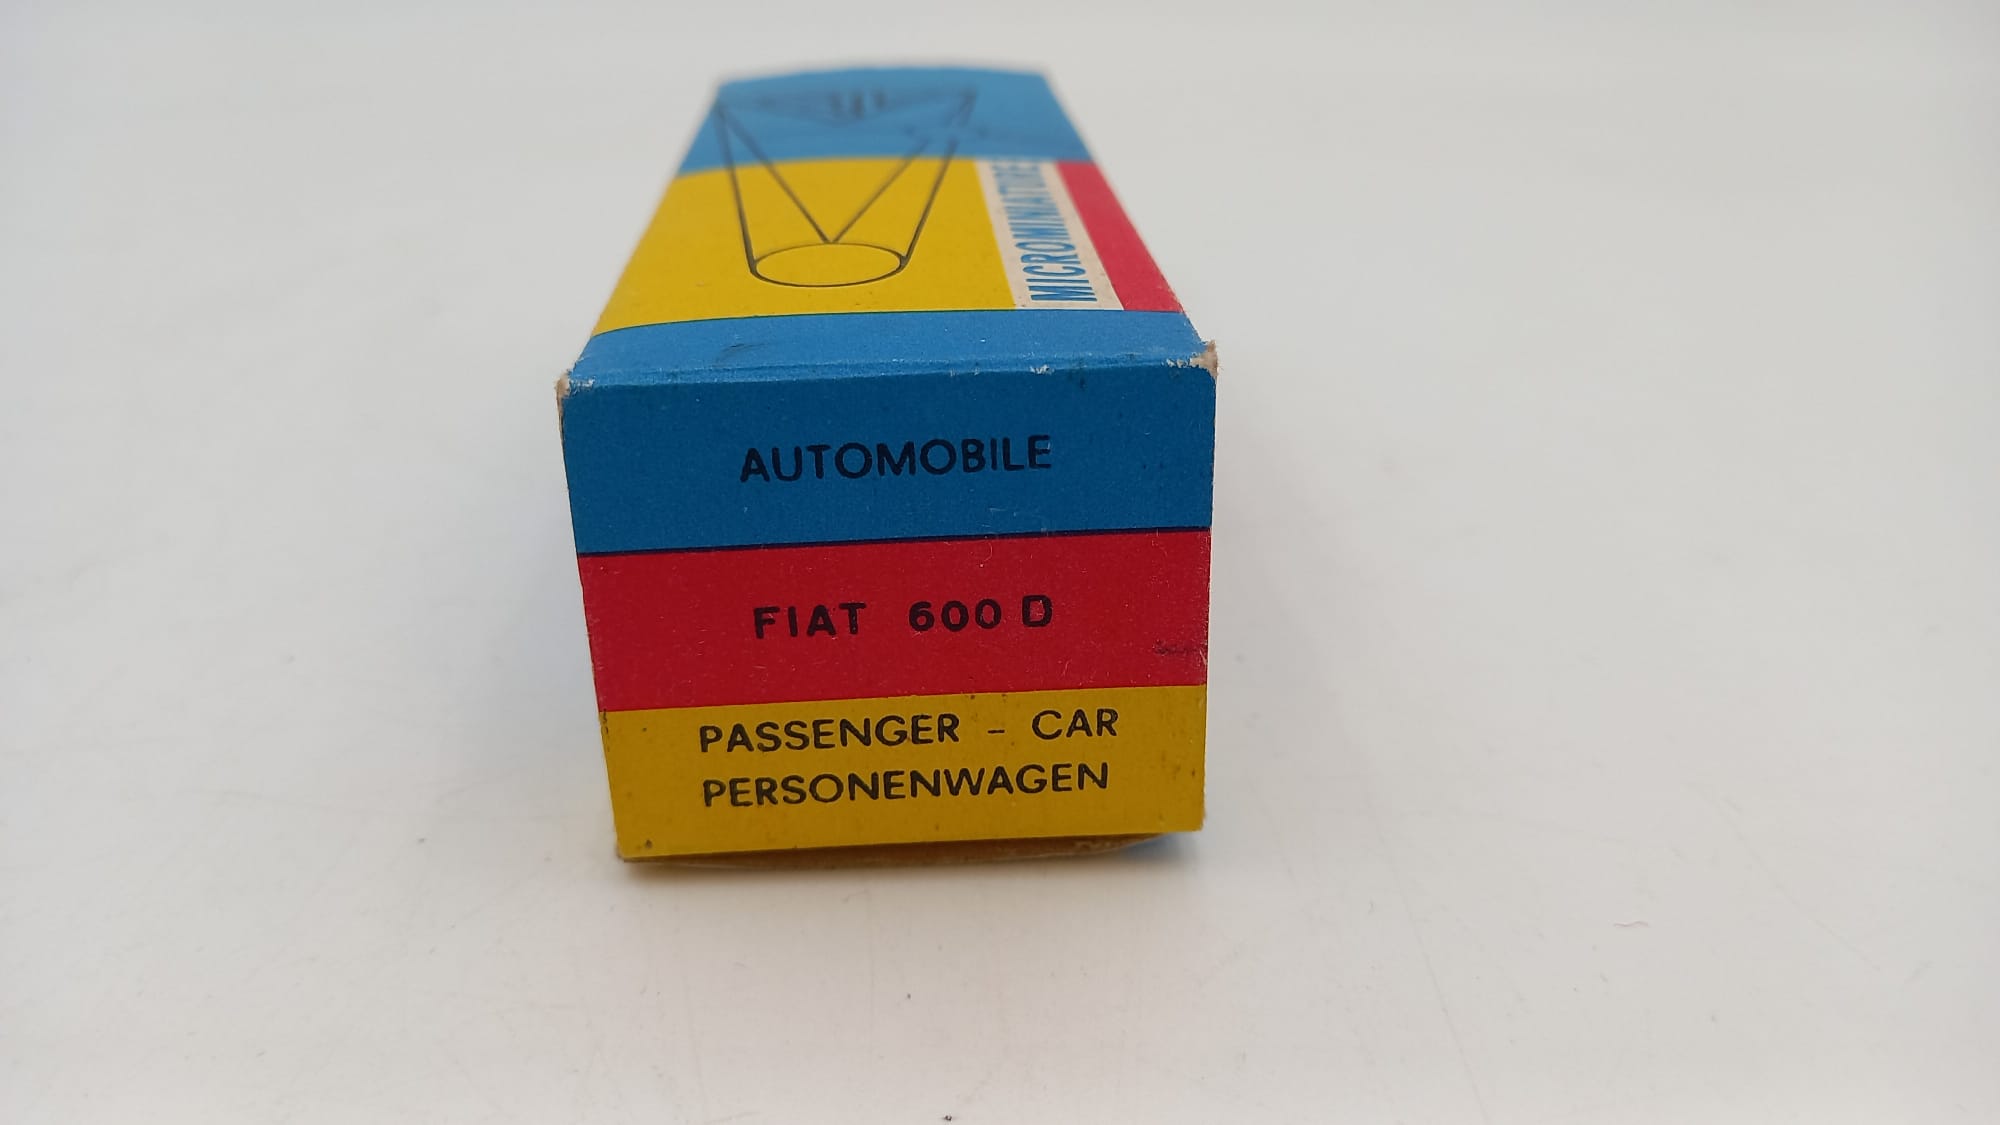 MICROMINIATURE
AUTOMOBILE
FIAT 600 D
PASSENGER - CAR
PERSONENWAGEN